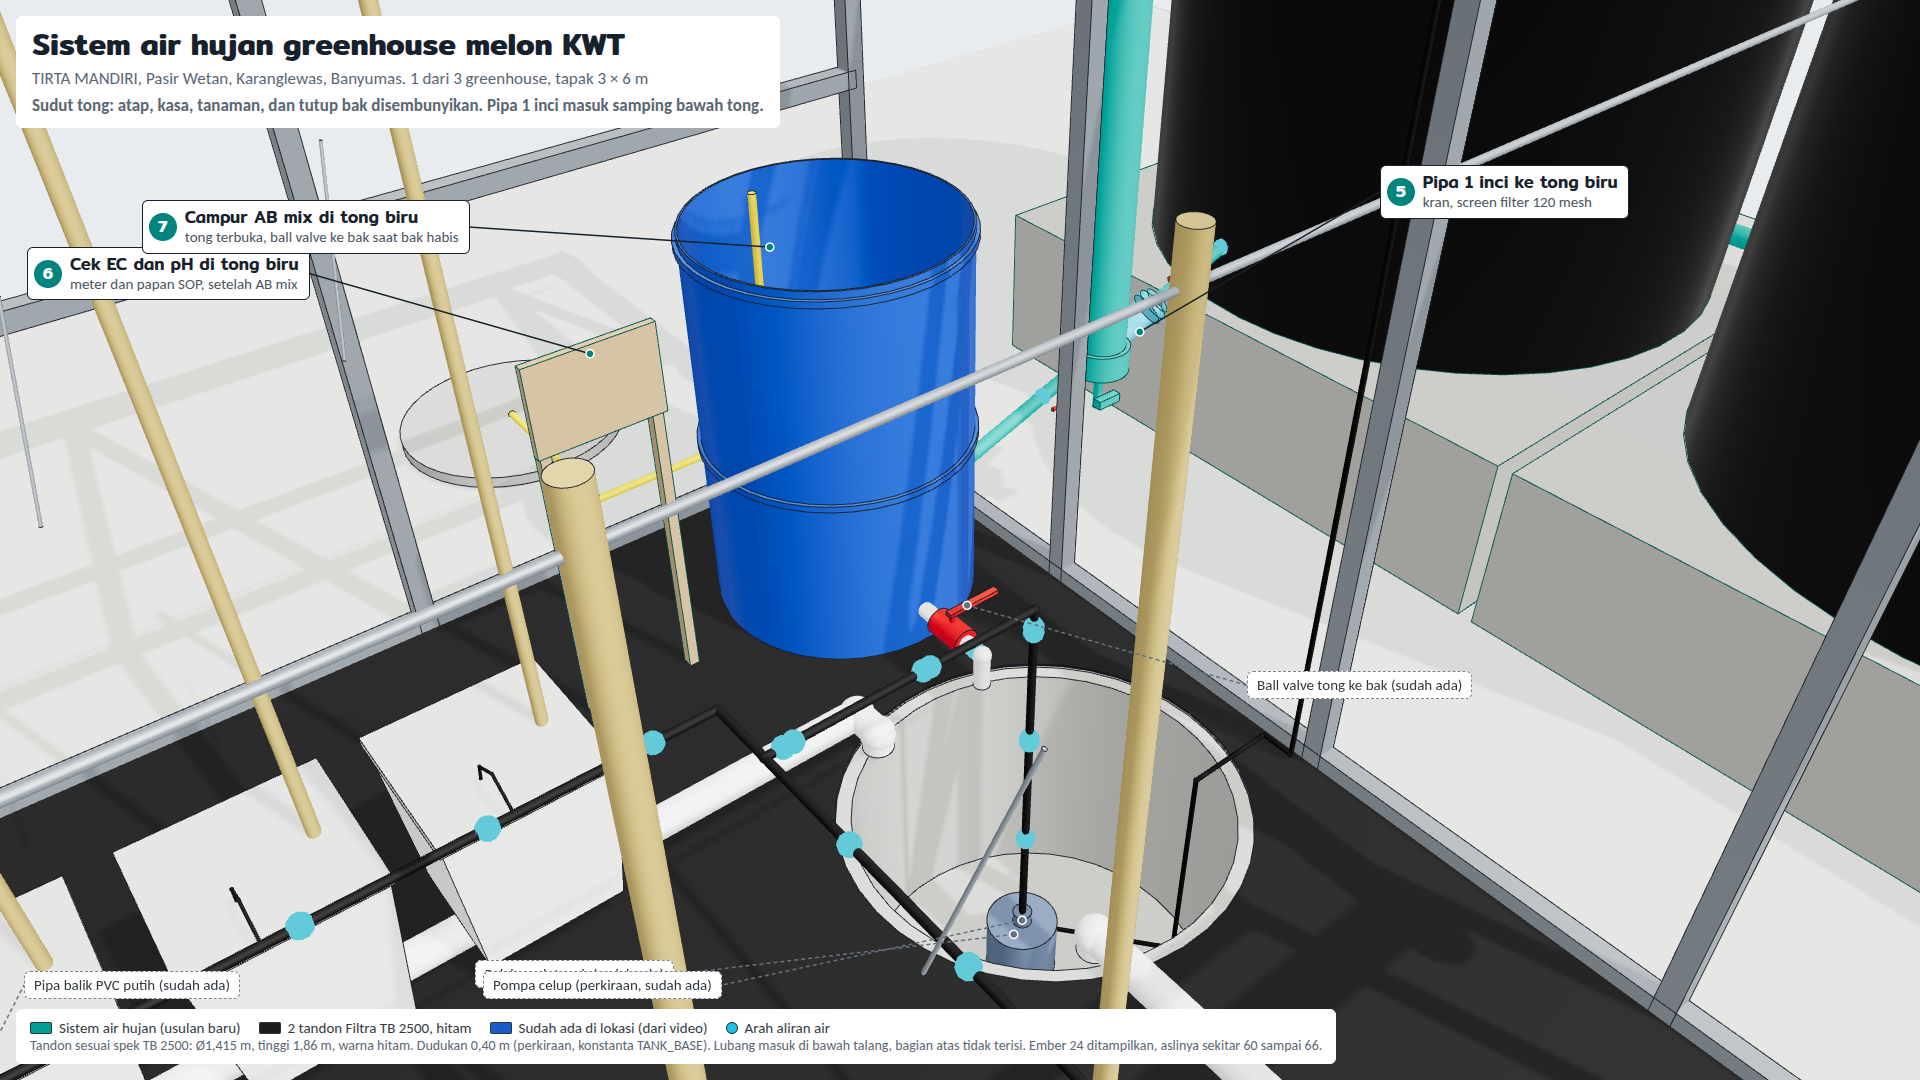 Sistem air hujan greenhouse melon KWT
TIRTA MANDIRI, Pasir Wetan, Karanglewas, Banyumas. 1 dari 3 greenhouse, tapak 3 × 6 m
Sudut tong: atap, kasa, tanaman, dan tutup bak disembunyikan. Pipa 1 inci masuk samping bawah tong.
5 Pipa 1 inci ke tong biru
kran, screen filter 120 mesh
7 Campur AB mix di tong biru
tong terbuka, ball valve ke bak saat bak habis
6 Cek EC dan pH di tong biru
meter dan papan SOP, setelah AB mix
Ball valve tong ke bak (sudah ada)
Pipa balik PVC putih (sudah ada)
Pompa celup (perkiraan, sudah ada)
Sistem air hujan (usulan baru)
2 tandon Filtra TB 2500, hitam
Sudah ada di lokasi (dari video)
Arah aliran air
Tandon sesuai spek TB 2500: Ø1,415 m, tinggi 1,86 m, warna hitam. Dudukan 0,40 m (perkiraan, konstanta TANK_BASE). Lubang masuk di bawah talang, bagian atas tidak terisi. Ember 24 ditampilkan, aslinya sekitar 60 sampai 66.